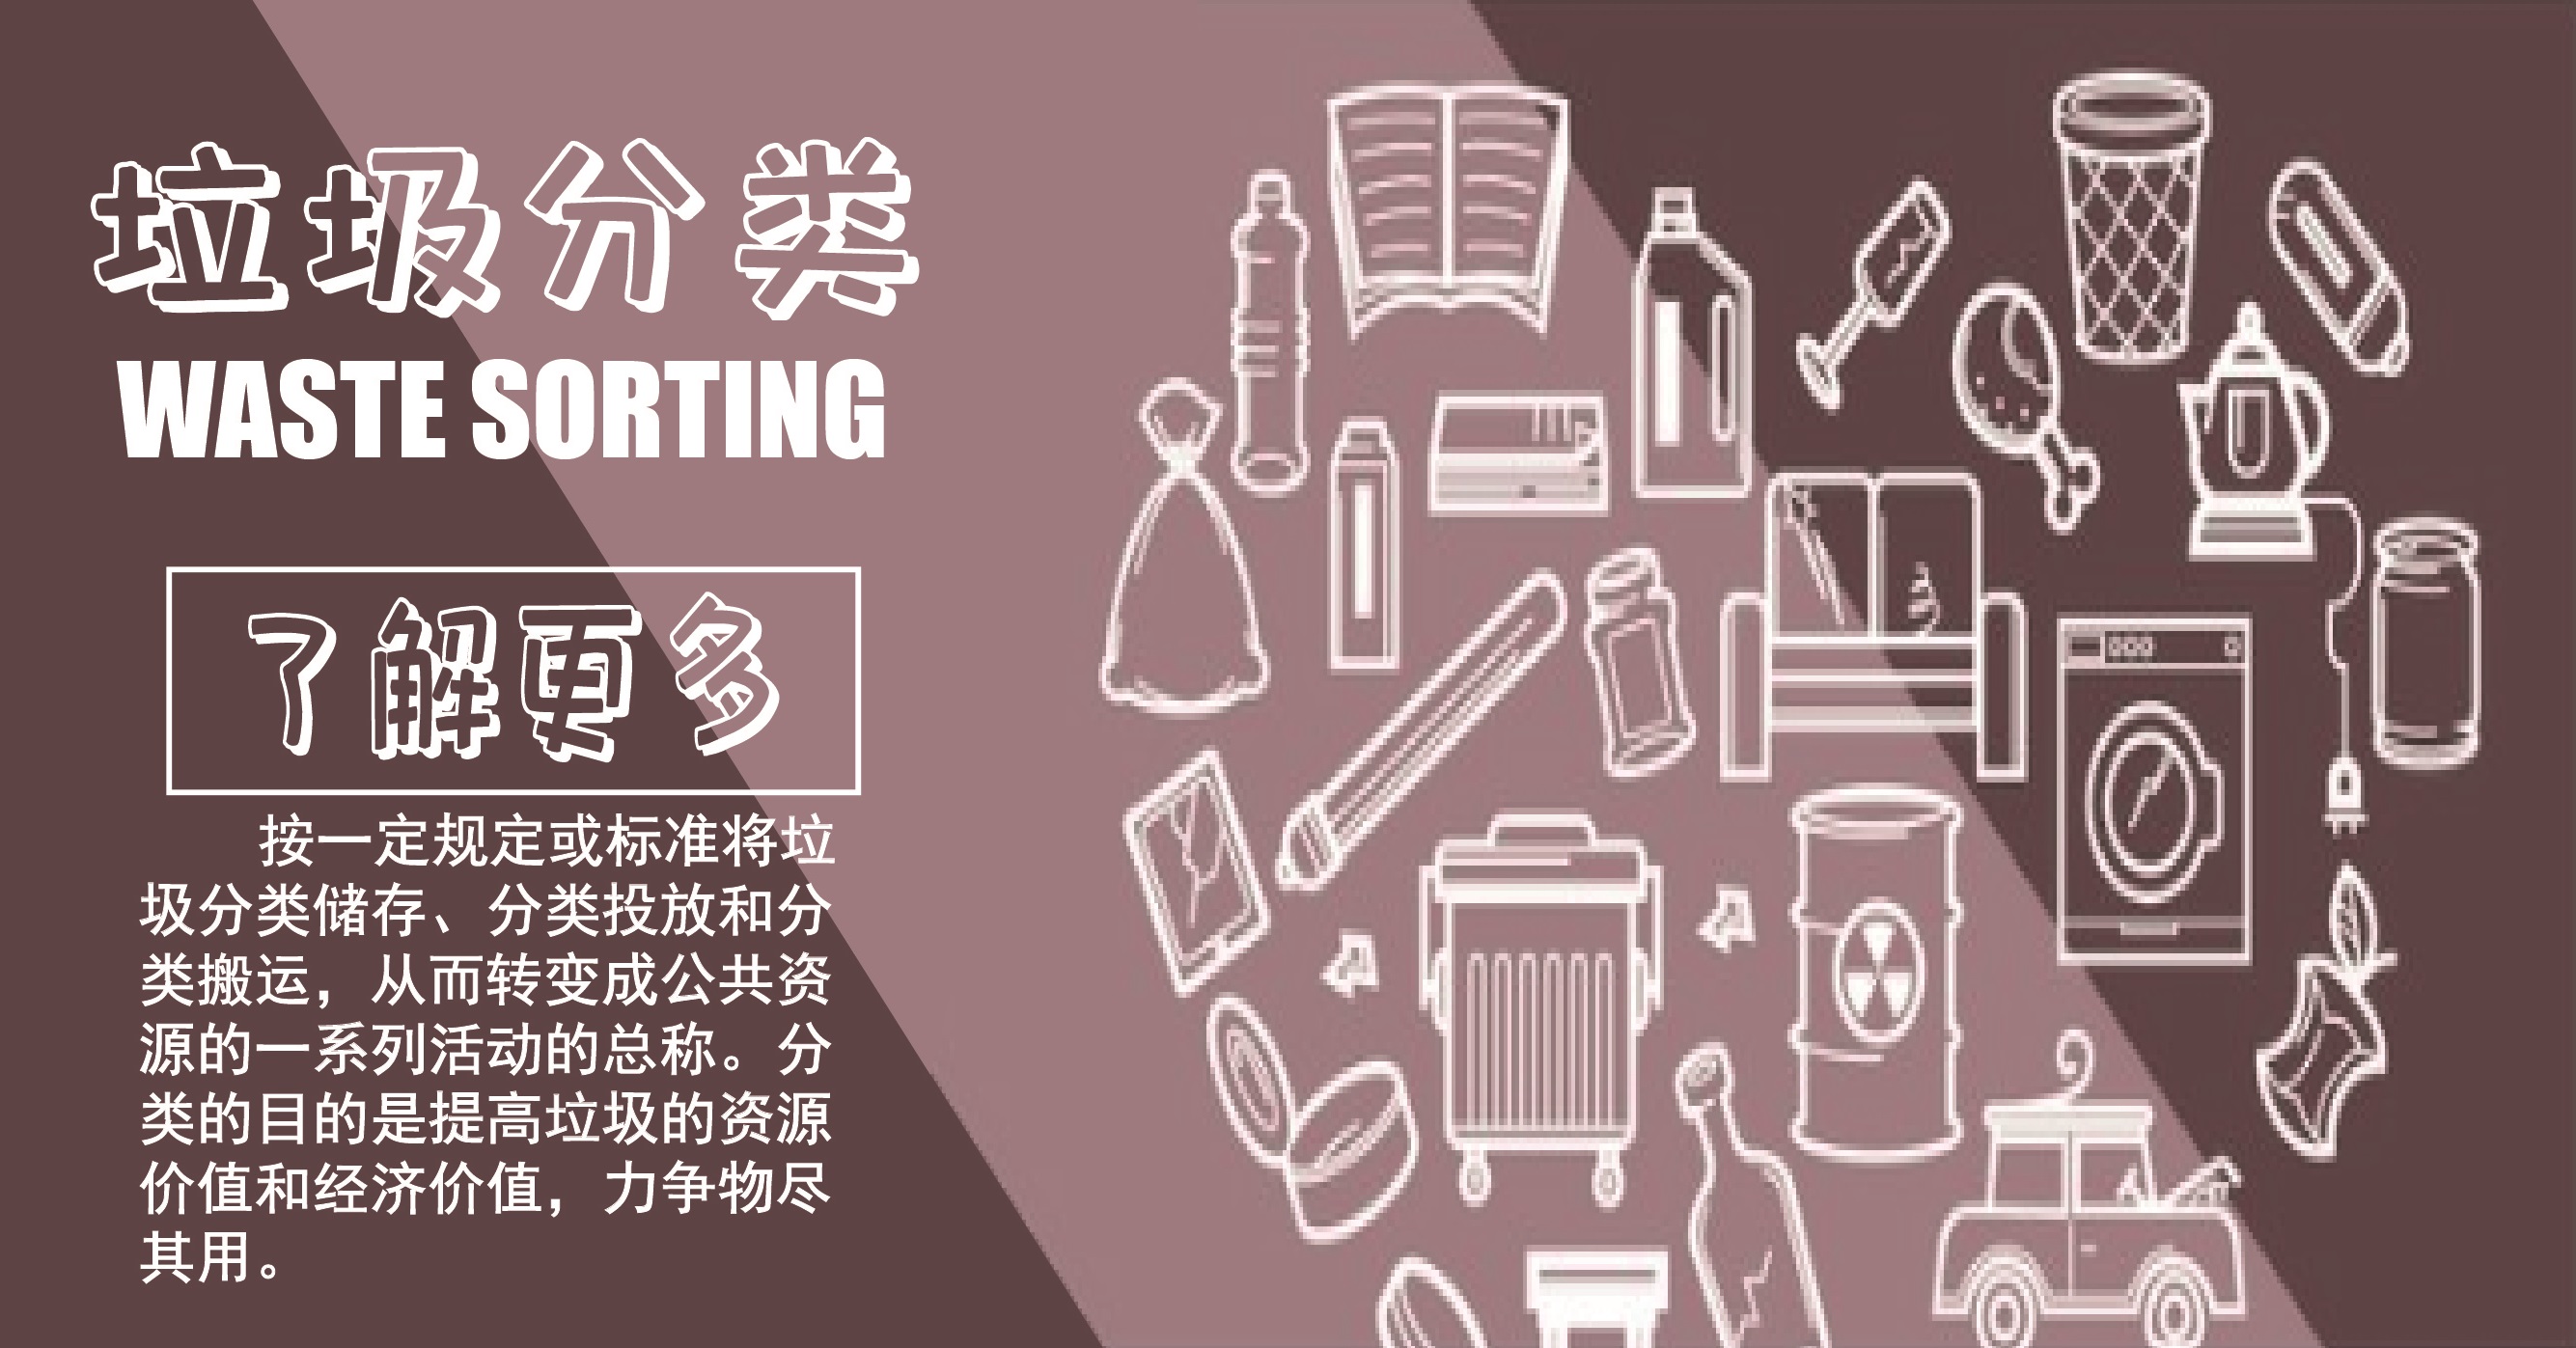 垃圾分类
WASTE SORTING
了解更多
按一定规定或标准将垃
圾分类储存、分类投放和分
类搬运，从而转变成公共资
源的一系列活动的总称。分
类的目的是提高垃圾的资源
价值和经济价值，力争物尽
其用。